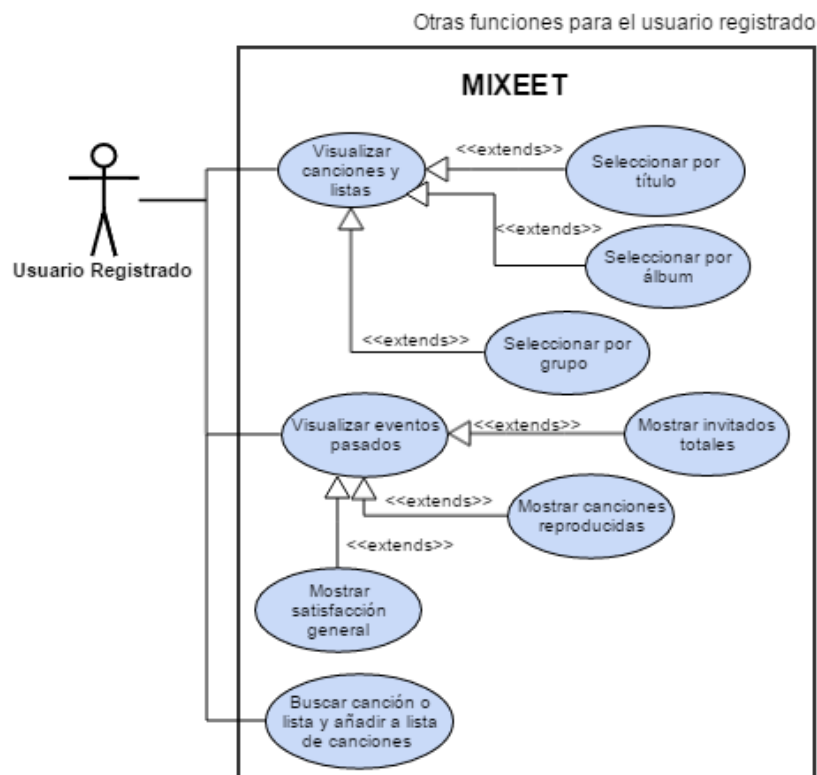 Otras funciones para el usuario registrado
MIXEET
Visualizar
canciones y
listas
<<extends>>
Seleccionar por
título
<<extends>>
Seleccionar por
álbum
Usuario Registrado
<<extends>>
Seleccionar por
grupo
Visualizar eventos
pasados
<<extends>>
Mostrar invitados
totales
<<extends>>
Mostrar canciones
reproducidas
<<extends>>
Mostrar
satisfacción
general
Buscar canción o
lista y añadir a lista
de canciones